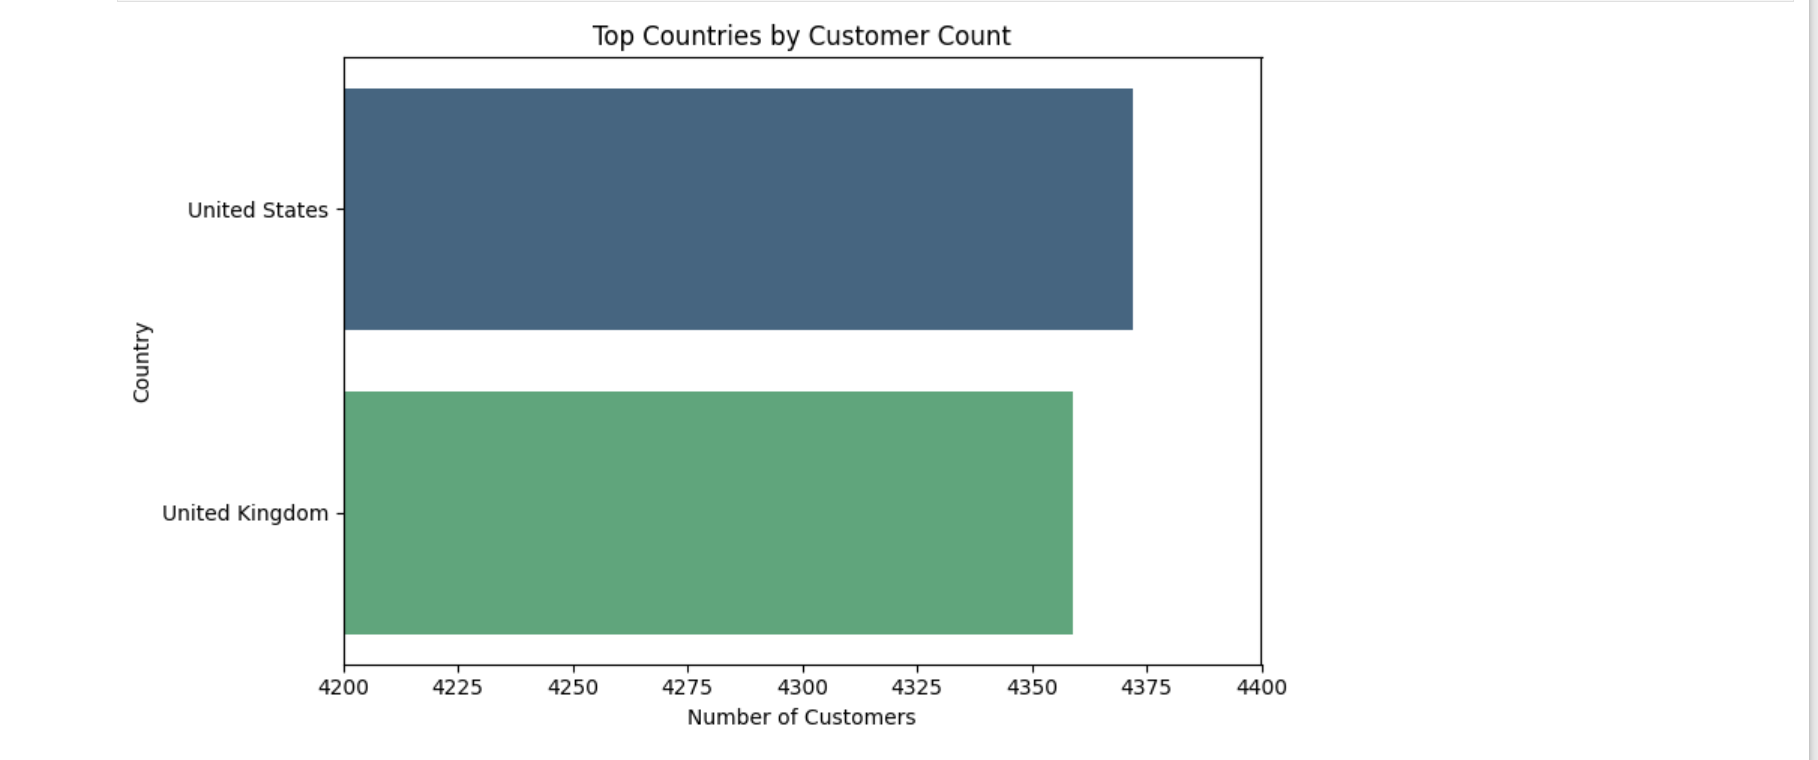 Top Countries by Customer Count
United States
Country
United Kingdom
4200 4225 4250 4275 4300 4325 4350 4375 4400
Number of Customers